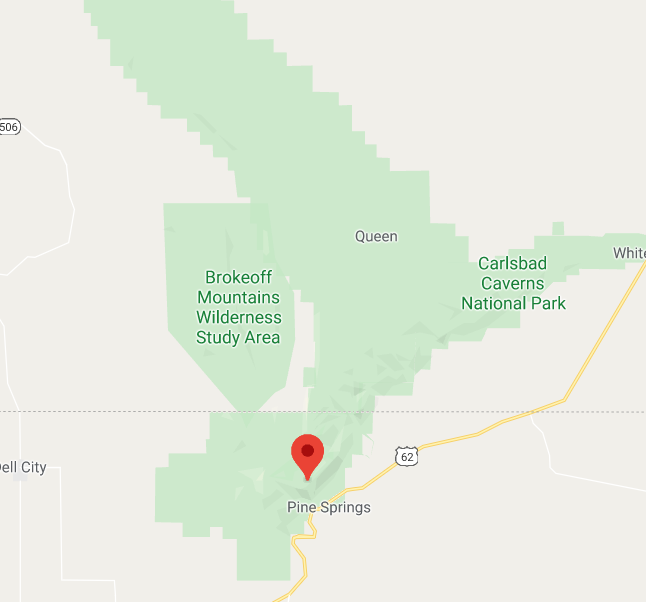 506
Queen
White
Carlsbad
Caverns
National Park
Brokeoff
Mountains
Wilderness
Study Area
62
ell City
Pine Springs